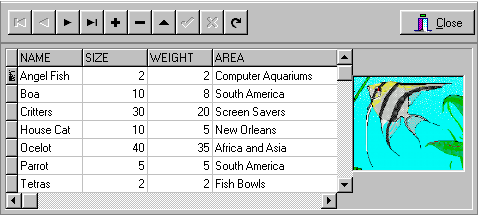 Close
NAME SIZE WEIGHT AREA
Angel Fish 2 2 Computer Aquariums
Boa 10 8 South America
Critters 30 20 Screen Savers
House Cat 10 5 New Orleans
Ocelot 40 35 Africa and Asia
Parrot 5 5 South America
Tetras 2 2 Fish Bowls